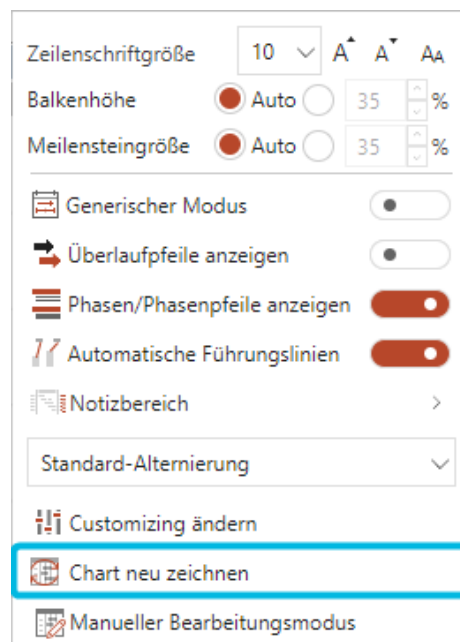 Zeilenschriftgröße 10 A A AA
Balkenhöhe Auto 35 %
Meilensteingröße Auto 35 %
Generischer Modus
Überlaufpfeile anzeigen
Phasen/Phasenpfeile anzeigen
Automatische Führungslinien
Notizbereich
Standard-Alternierung
Customizing ändern
Chart neu zeichnen
Manueller Bearbeitungsmodus